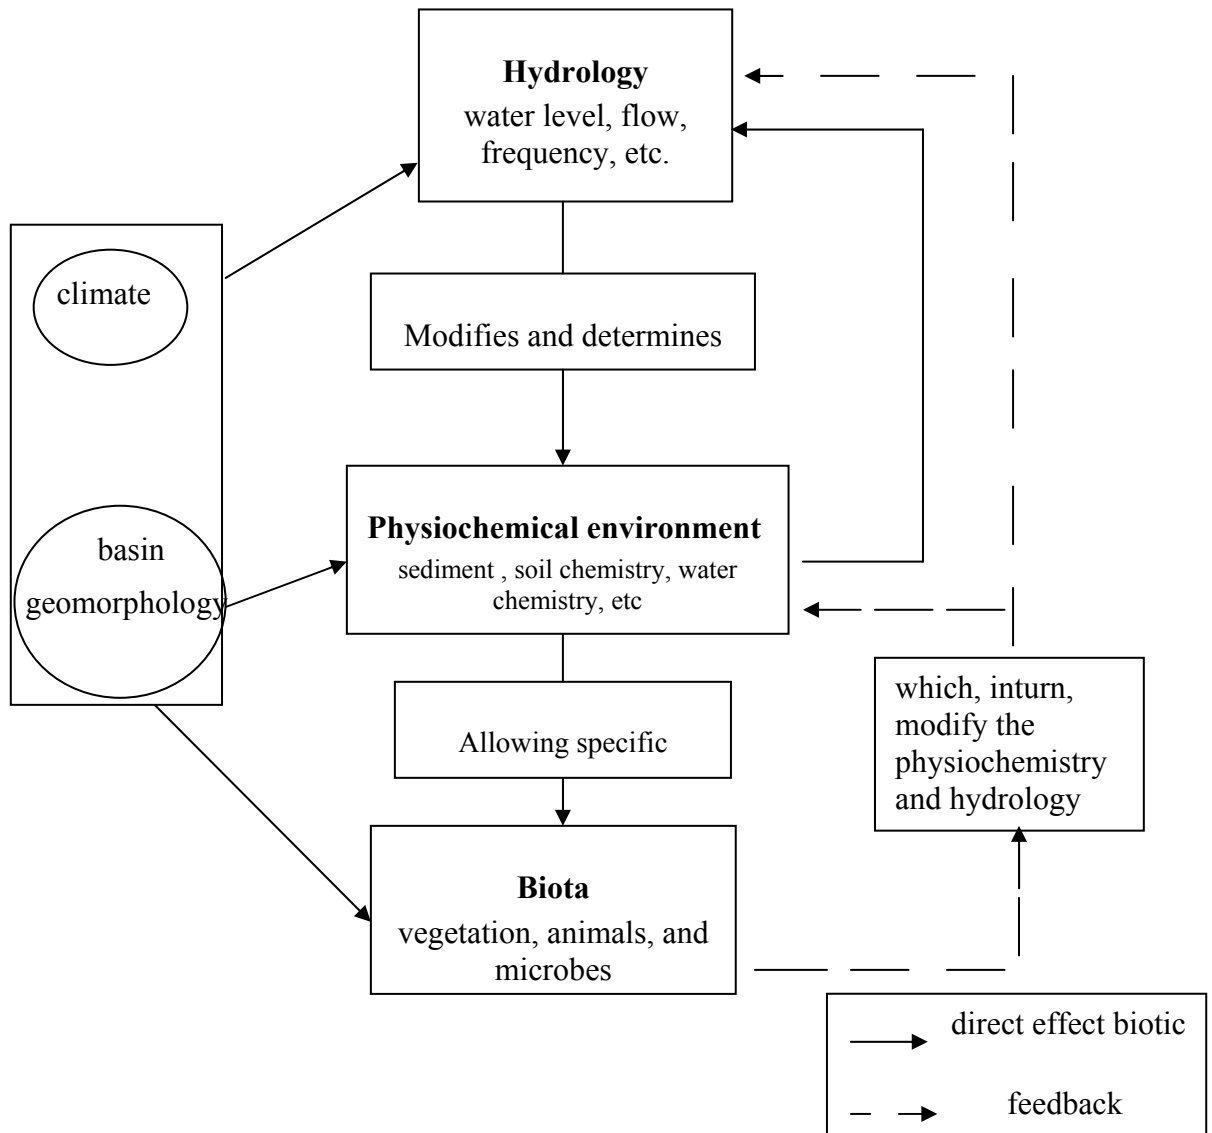 Hydrology
water level, flow,
frequency, etc.
climate
Modifies and determines
basin
geomorphology
Physiochemical environment
sediment , soil chemistry, water
chemistry, etc
which, inturn,
modify the
physiochemistry
and hydrology
Allowing specific
Biota
vegetation, animals, and
microbes
direct effect biotic
feedback